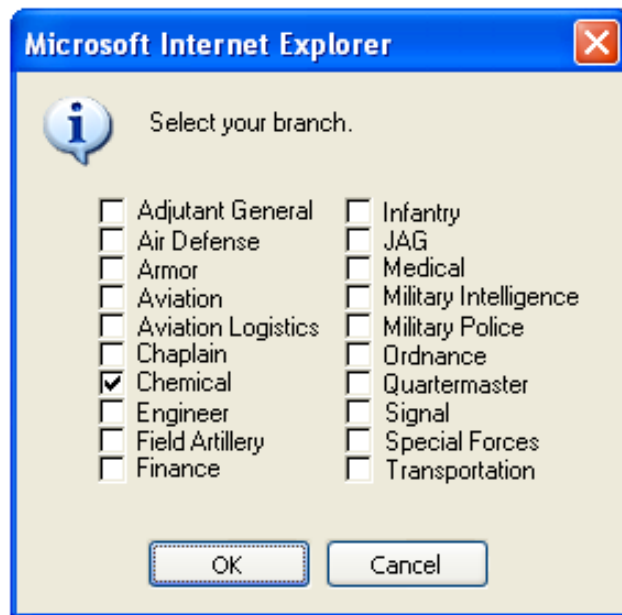 Microsoft Internet Explorer
Select your branch.
Adjutant General
Air Defense
Armor
Aviation
Aviation Logistics
Chaplain
Chemical
Engineer
Field Artillery
Finance
Infantry
JAG
Medical
Military Intelligence
Military Police
Ordnance
Quartermaster
Signal
Special Forces
Transportation
OK
Cancel